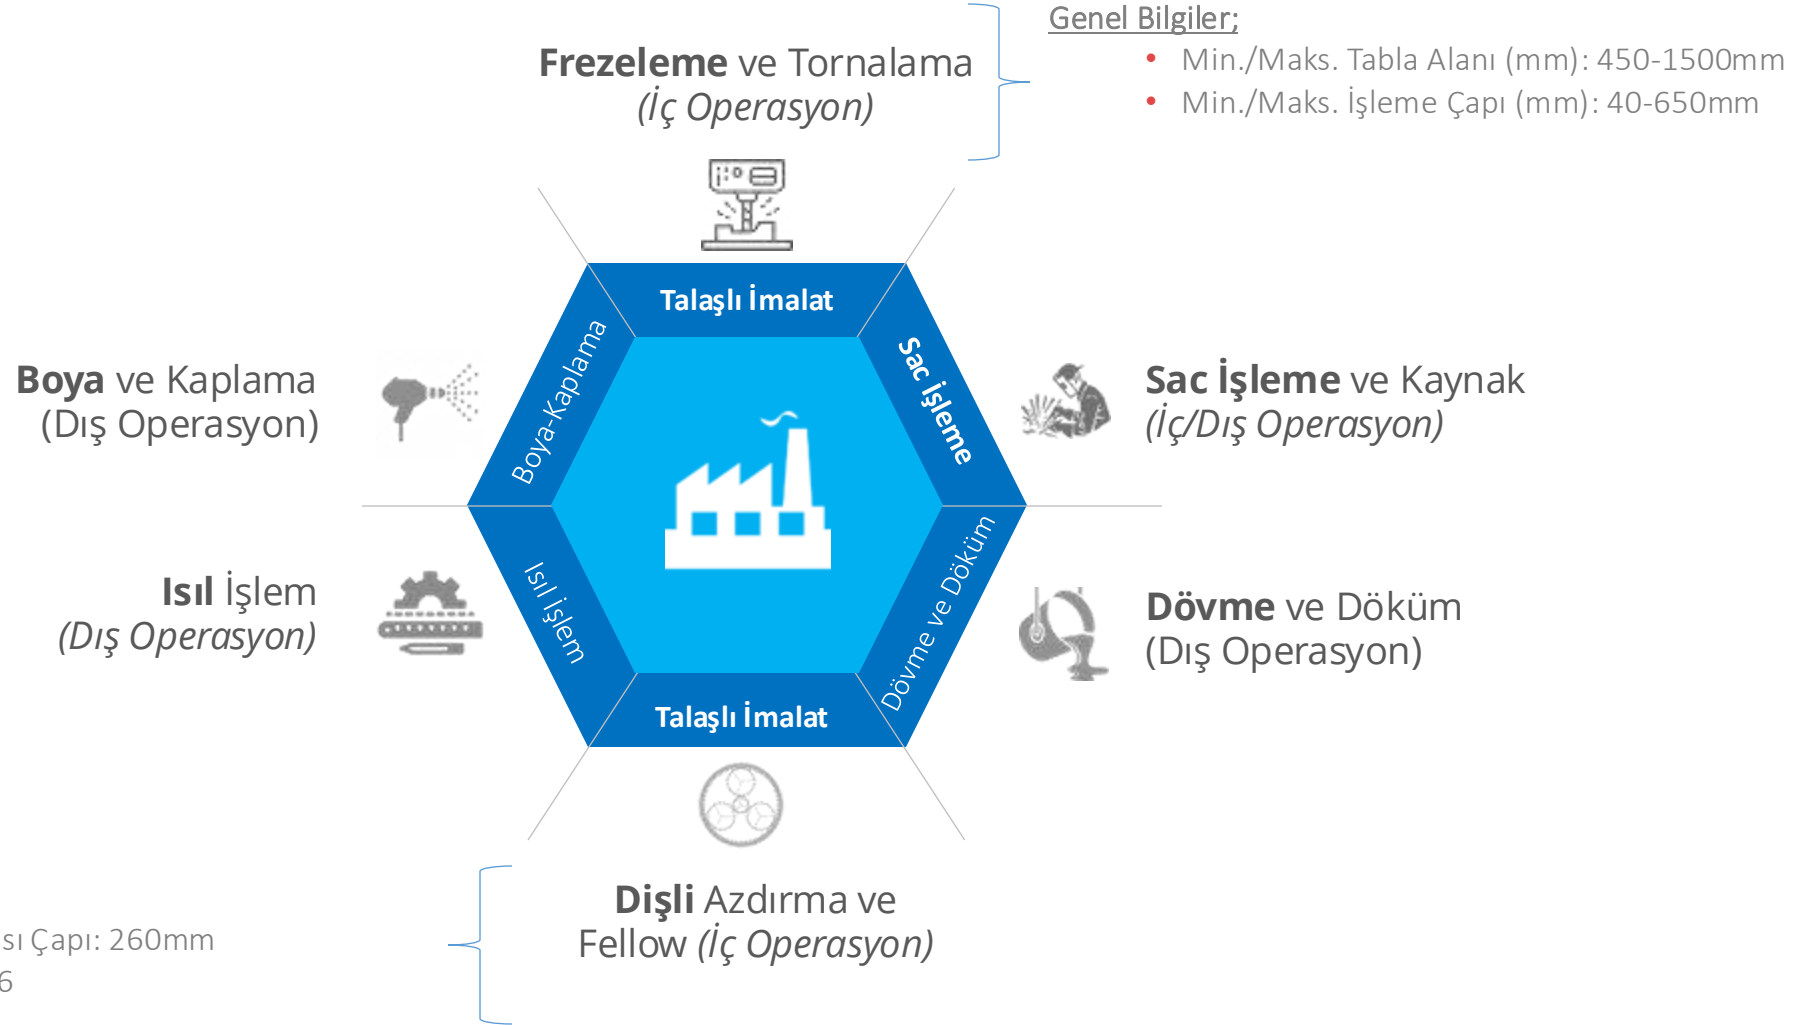 Genel Bilgiler;
• Min./Maks. Tabla Alanı (mm): 450-1500mm
• Min./Maks. İşleme Çapı (mm): 40-650mm
Frezeleme ve Tornalama
(İç Operasyon)
Talaşlı İmalat
Sac İşleme
Sac İşleme ve Kaynak
(İç/Dış Operasyon)
Dövme ve Döküm
Dövme ve Döküm
(Dış Operasyon)
Talaşlı İmalat
Dişli Azdırma ve
Fellow (İç Operasyon)
Çapı: 260mm
6
Isıl İşlem
Isıl İşlem
(Dış Operasyon)
Boya-Kaplama
Boya ve Kaplama
(Dış Operasyon)